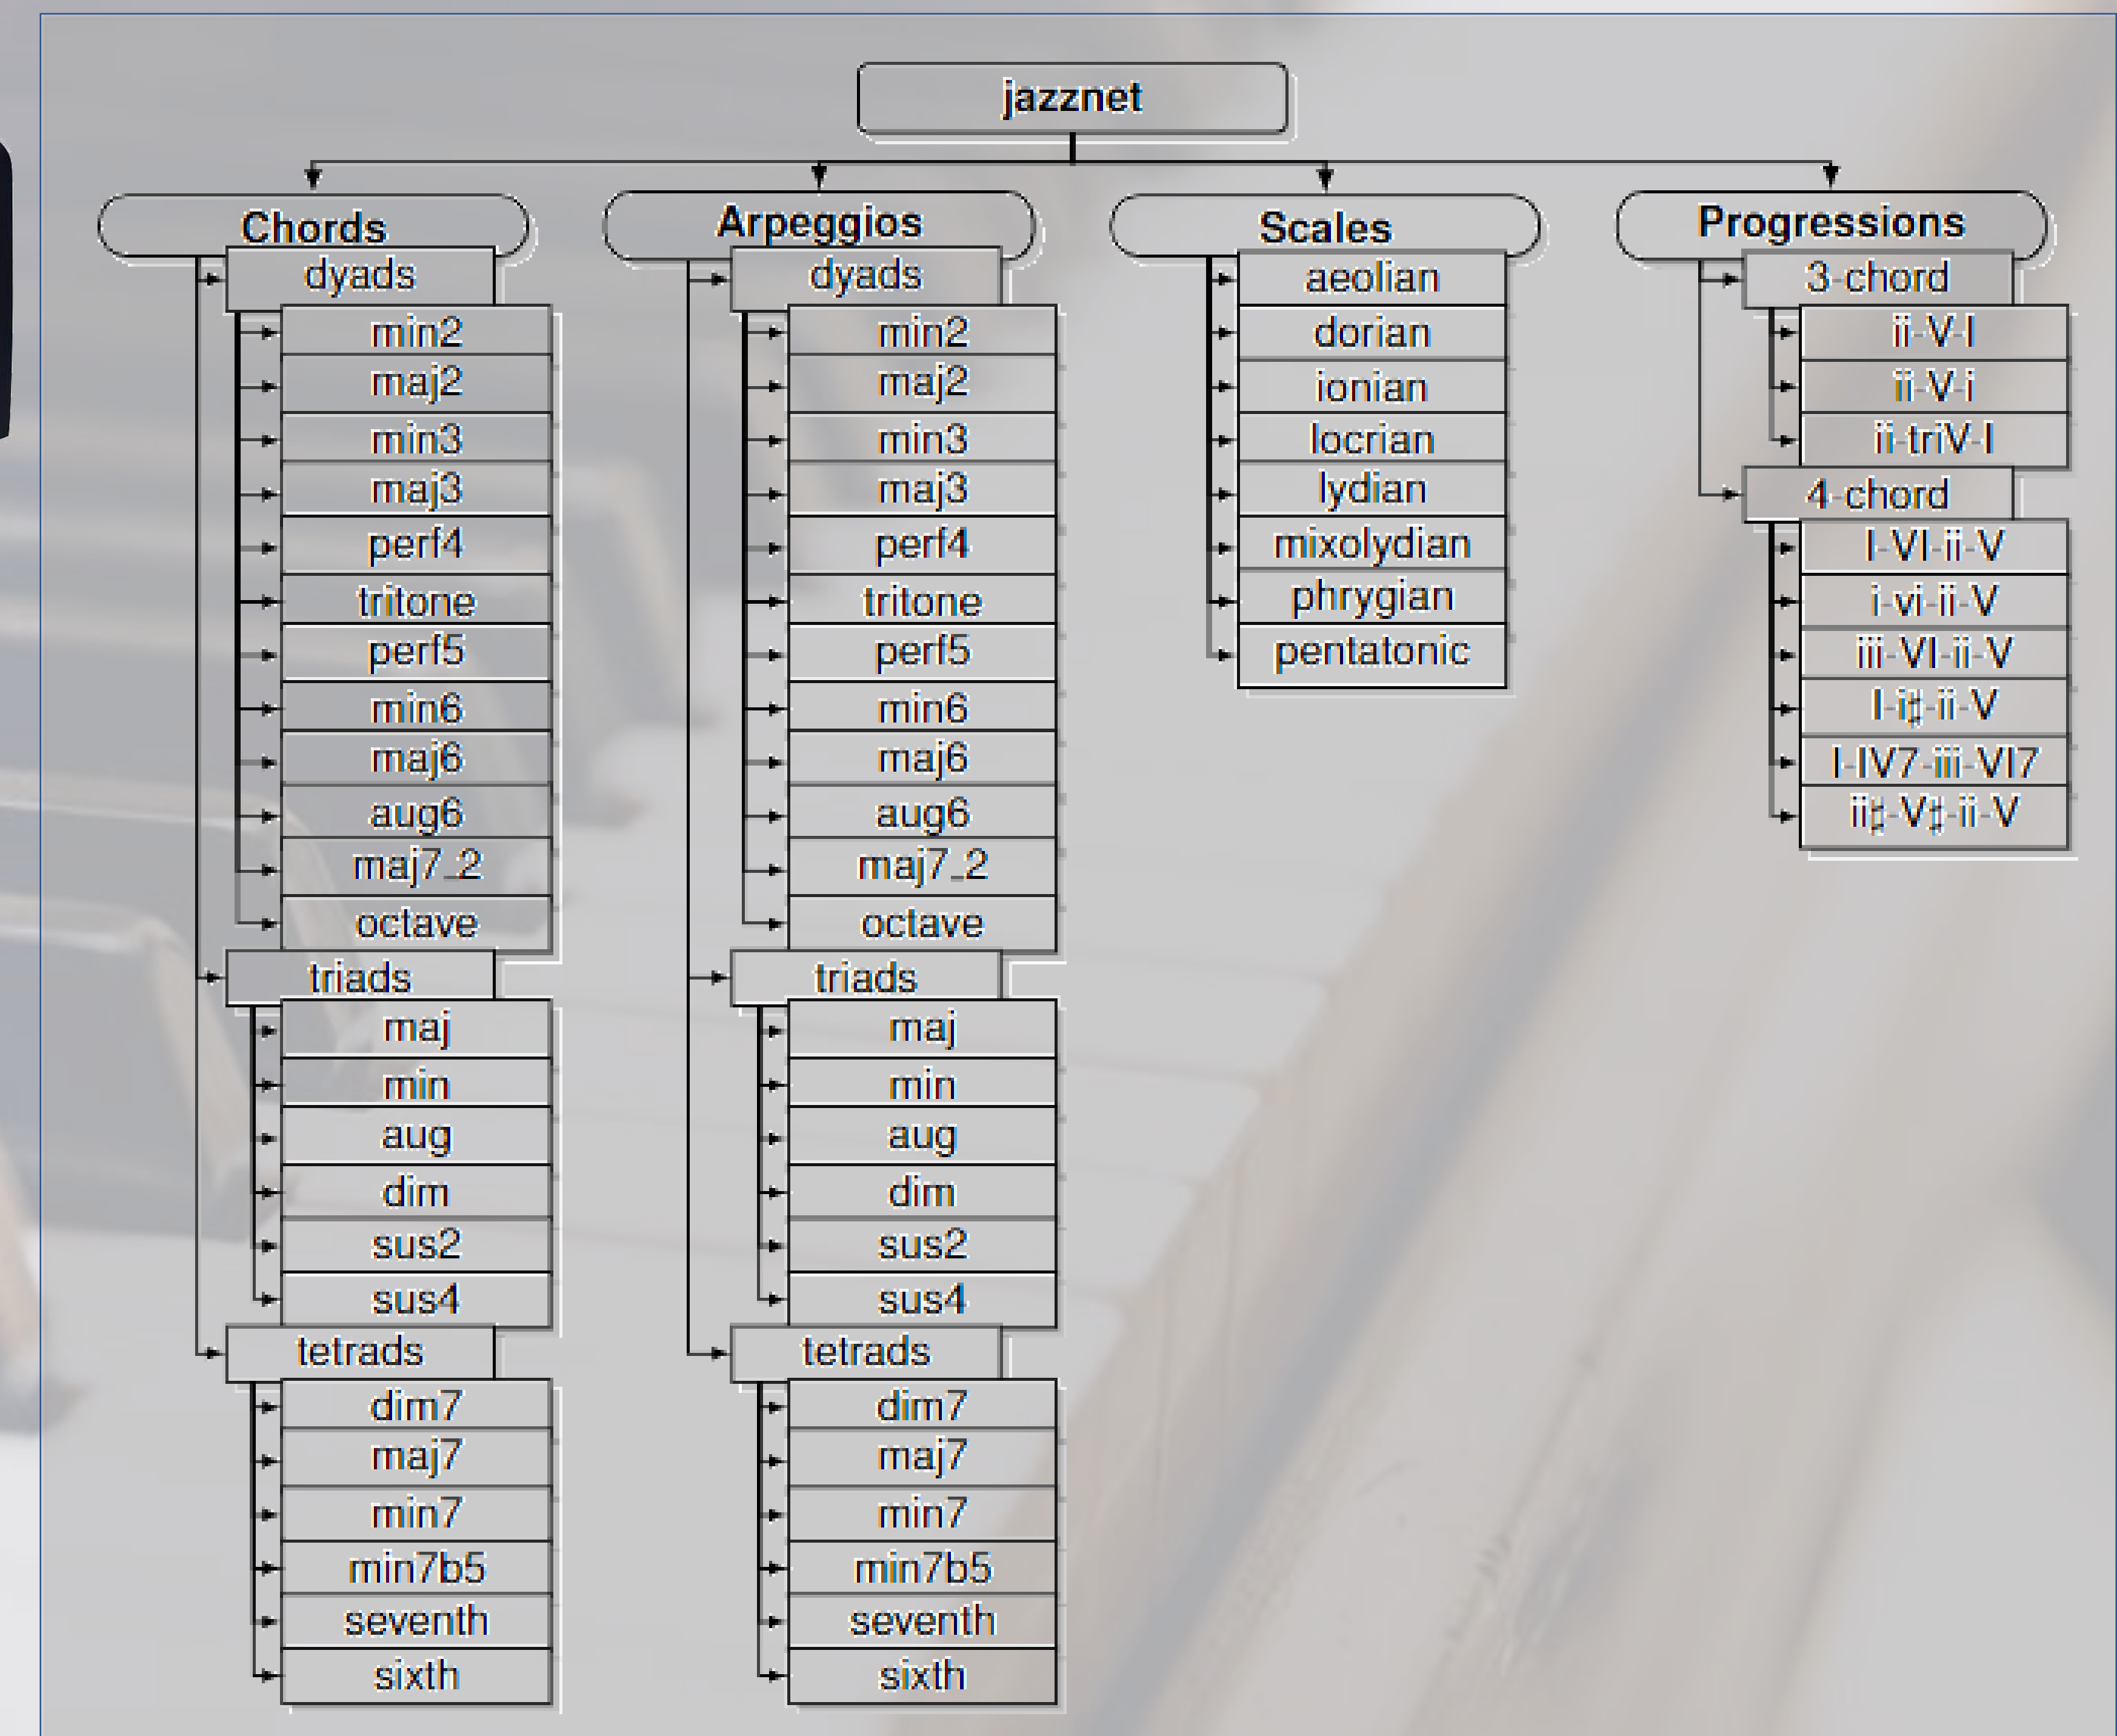 jazznet
Chords
dyads
min2
maj2
min3
maj3
perf4
tritone
perf5
min6
maj6
aug6
maj7_2
octave
triads
maj
min
aug
dim
sus2
sus4
tetrads
dim7
maj7
min7
min7b5
seventh
sixth
Arpeggios
dyads
min2
maj2
min3
maj3
perf4
tritone
perf5
min6
maj6
aug6
maj7_2
octave
triads
maj
min
aug
dim
sus2
sus4
tetrads
dim7
maj7
min7
min7b5
seventh
sixth
Scales
aeolian
dorian
ionian
locrian
lydian
mixolydian
phrygian
pentatonic
Progressions
3-chord
ii-V-I
ii-V-i
ii-triV-I
4-chord
I-VI-ii-V
i-vi-ii-V
iii-VI-ii-V
I-i♯-ii-V
I-IV7-iii-VI7
ii♯-V♯-ii-V